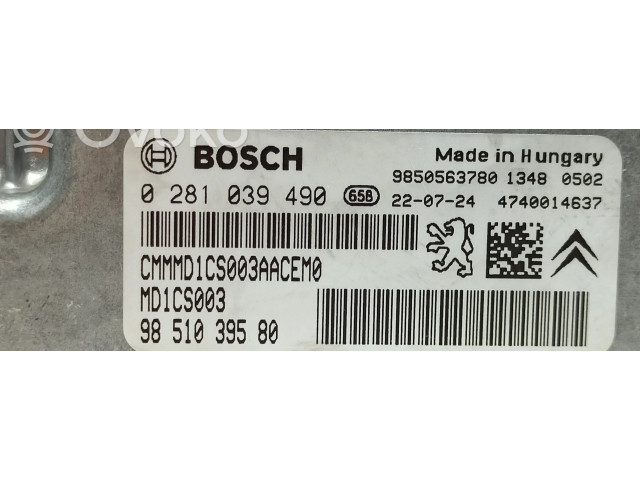 OVOKO
BOSCH
Made in Hungary
9850563780 1348 0502
0 281 039 490 658 22-07-24 4740014637
CMMMD1CS003AACEM0
MD1CS003
98 510 395 80